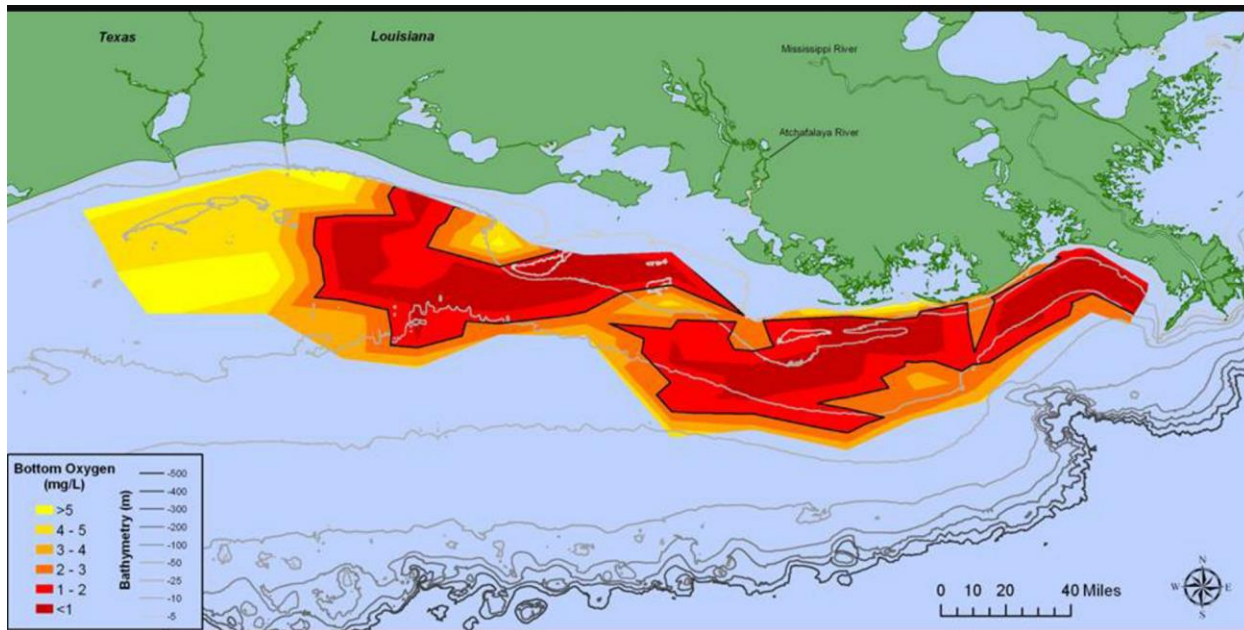 Texas
Louisiana
Mississippi River
Atchafalaya River
Bottom Oxygen
(mg/L)
>5
4 - 5
3 - 4
2 - 3
1 - 2
<1
Bathymetry (m)
-500
-400
-300
-200
-100
-50
-25
-10
-5
0 10 20 40 Miles
N
W E
S